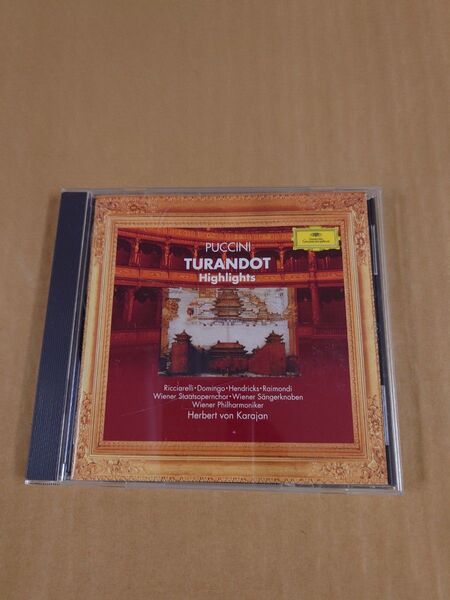 PUCCINI
TURANDOT
Highlights
Ricciarelli · Domingo · Hendricks · Raimondi
Wiener Staatsopernchor · Wiener Sängerknaben
Wiener Philharmoniker
Herbert von Karajan